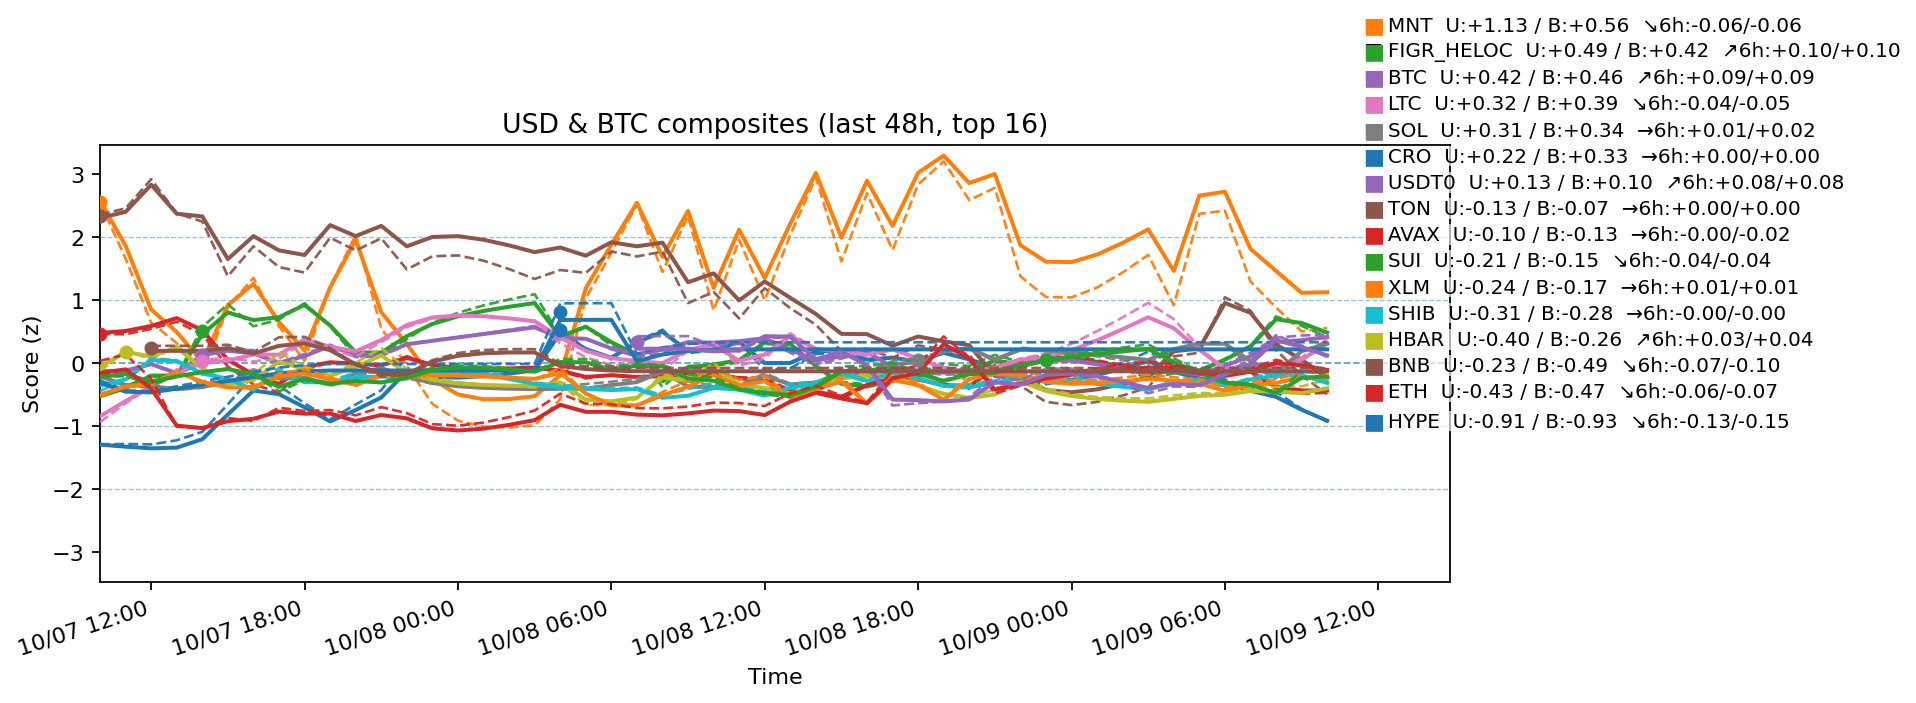 MNT U:+1.13 / B:+0.56 ↘6h:-0.06/-0.06
FIGR_HELOC U:+0.49 / B:+0.42 ↗6h:+0.10/+0.10
BTC U:+0.42 / B:+0.46 ↗6h:+0.09/+0.09
LTC U:+0.32 / B:+0.39 ↘6h:-0.04/-0.05
SOL U:+0.31 / B:+0.34 →6h:+0.01/+0.02
CRO U:+0.22 / B:+0.33 →6h:+0.00/+0.00
USDT0 U:+0.13 / B:+0.10 ↗6h:+0.08/+0.08
TON U:-0.13 / B:-0.07 →6h:+0.00/+0.00
AVAX U:-0.10 / B:-0.13 →6h:-0.00/-0.02
SUI U:-0.21 / B:-0.15 ↘6h:-0.04/-0.04
XLM U:-0.24 / B:-0.17 →6h:+0.01/+0.01
SHIB U:-0.31 / B:-0.28 →6h:-0.00/-0.00
HBAR U:-0.40 / B:-0.26 ↗6h:+0.03/+0.04
BNB U:-0.23 / B:-0.49 ↘6h:-0.07/-0.10
ETH U:-0.43 / B:-0.47 ↘6h:-0.06/-0.07
HYPE U:-0.91 / B:-0.93 ↘6h:-0.13/-0.15
USD & BTC composites (last 48h, top 16)
Score (z)
3
2
1
0
−1
−2
−3
10/07 12:00
10/07 18:00
10/08 00:00
10/08 06:00
10/08 12:00
10/08 18:00
10/09 00:00
10/09 06:00
10/09 12:00
Time